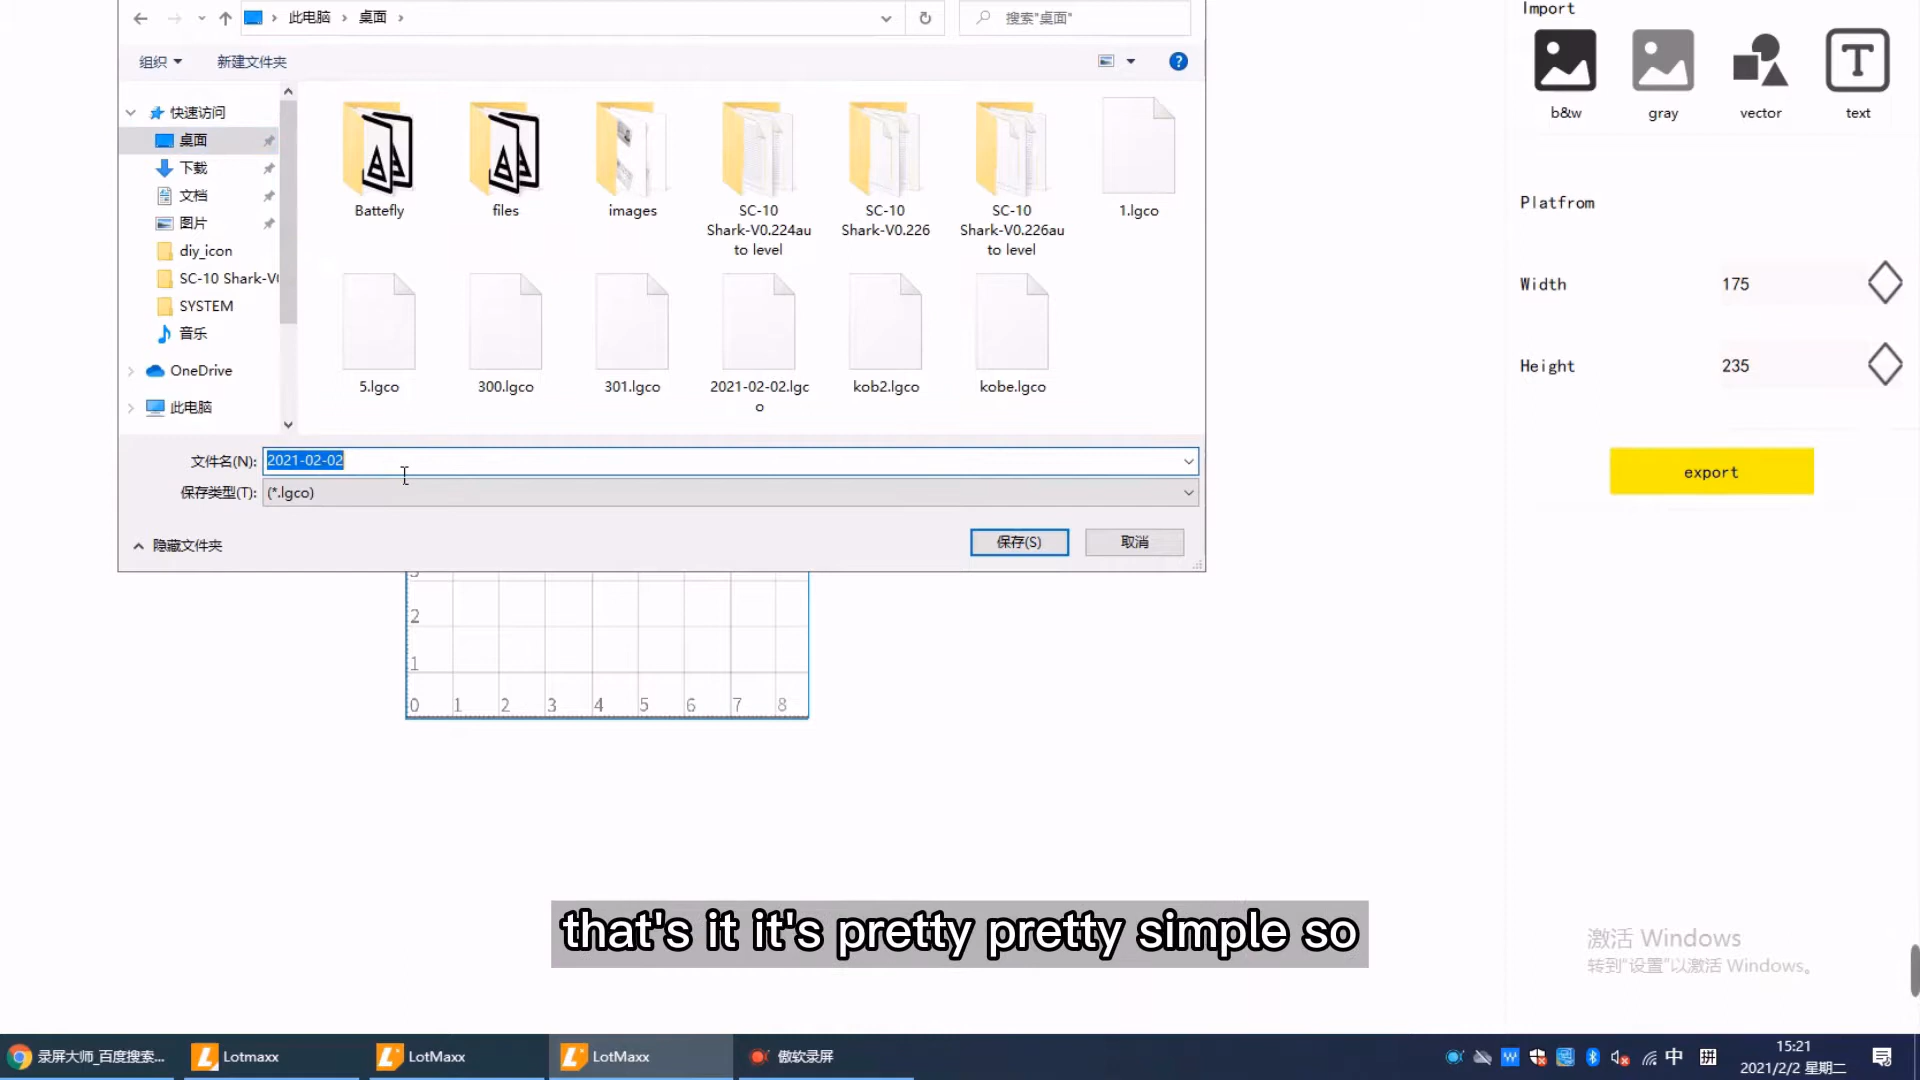 此电脑
桌面
搜索"桌面"
Import
组织
新建文件夹
b&w
gray
vector
text
快速访问
桌面
下载
文档
图片
diy_icon
SC-10 Shark-V
SYSTEM
音乐
OneDrive
此电脑
Battefly
files
images
SC-10
Shark-V0.224au
to level
SC-10
Shark-V0.226
SC-10
Shark-V0.226au
to level
1.lgco
5.lgco
300.lgco
301.lgco
2021-02-02.lgc
o
kob2.lgco
kobe.lgco
Platfrom
Width 175
Height 235
export
文件名(N): 2021-02-02
保存类型(T): (*.lgco)
隐藏文件夹
保存(S)
取消
2
1
0 1 2 3 4 5 6 7 8
that's it it's pretty pretty simple so
激活 Windows
转到"设置"以激活 Windows。
录屏大师_百度搜索...
Lotmaxx
LotMaxx
LotMaxx
傲软录屏
中
拼
15:21
2021/2/2 星期二